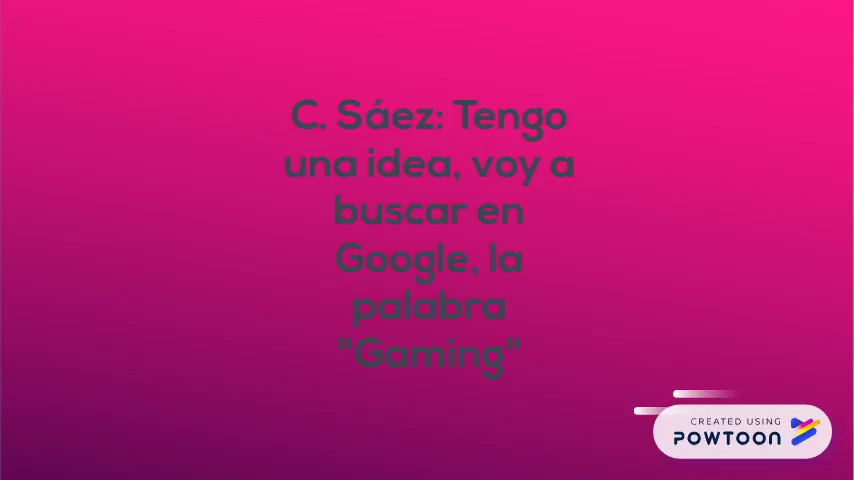 C. Sáez: Tengo
una idea, voy a
buscar en
Google, la
palabra
"Gaming"
CREATED USING
POWTOON